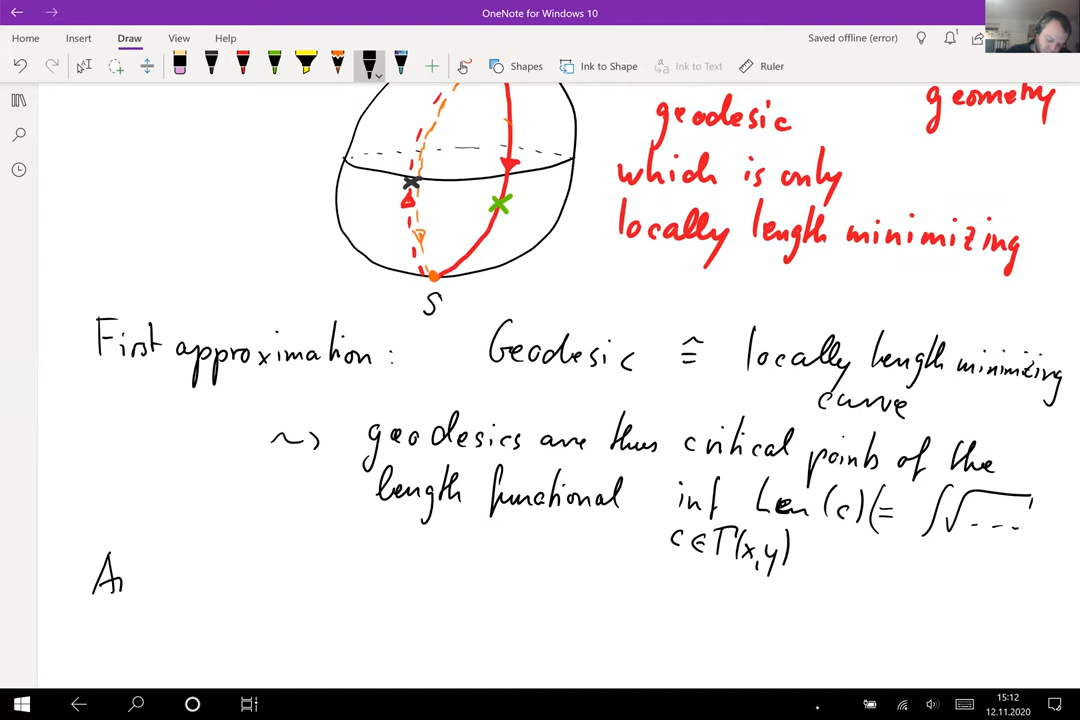 OneNote for Windows 10
Home Insert Draw View Help
Saved offline (error)
Shapes Ink to Shape Ink to Text Ruler
geodesic
geometry
which is only
locally length minimizing
S
First approximation: Geodesic ≙ locally length minimizing
curve
⇝ geodesics are thus critical points of the
length functional inf Len(c)(= ∫√...
c∈Γ(x,y)
An
15:12
12.11.2020